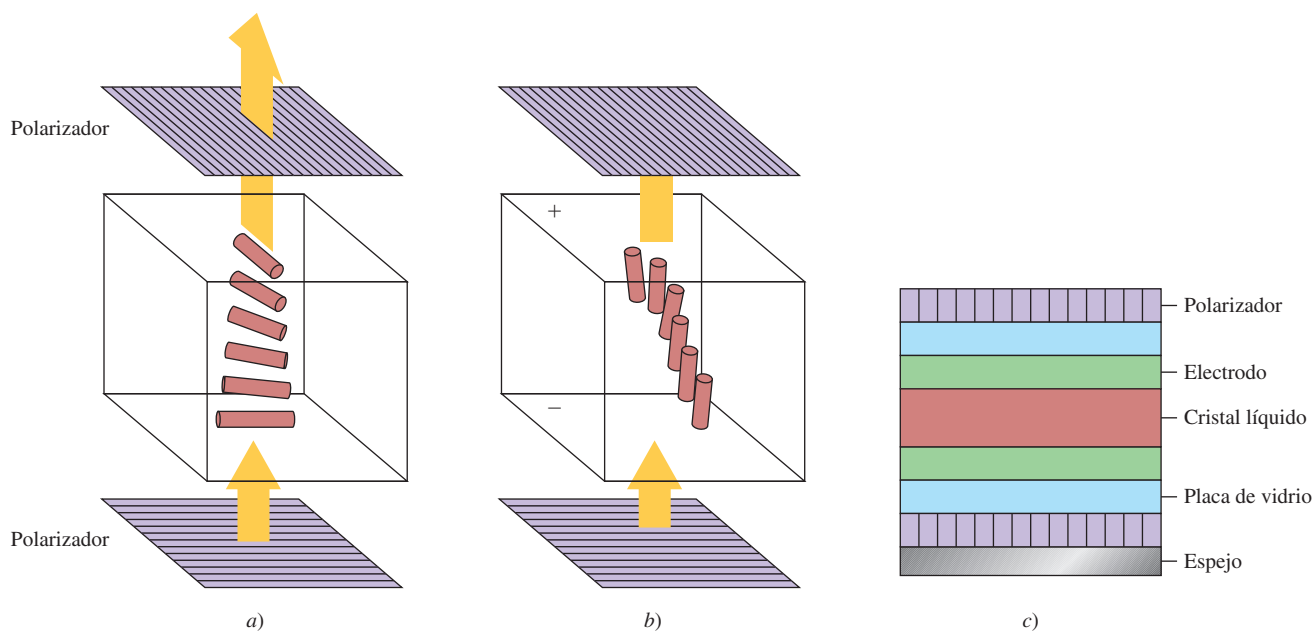 Polarizador
Polarizador
a)
+
−
b)
Polarizador
Electrodo
Cristal líquido
Placa de vidrio
Espejo
c)